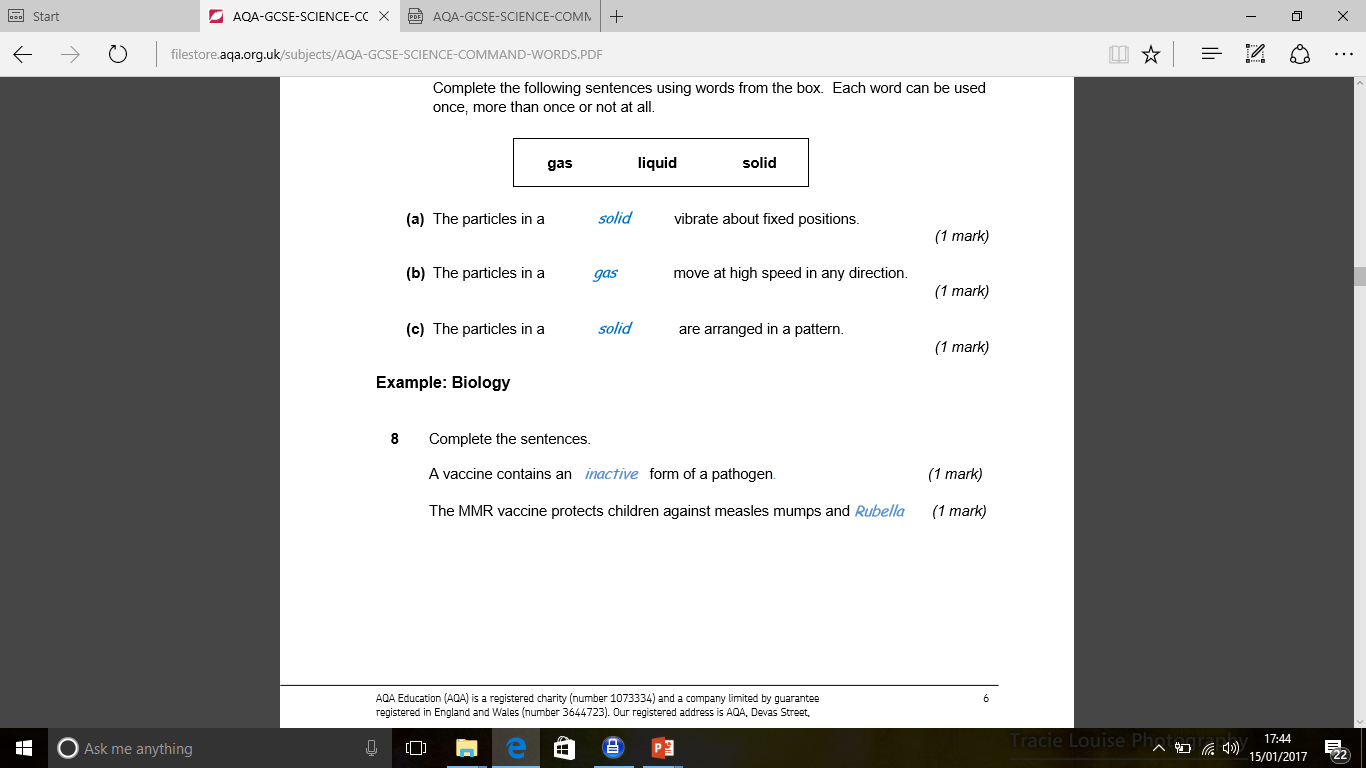 Start
AQA-GCSE-SCIENCE-CC
AQA-GCSE-SCIENCE-COMM
filestore.aqa.org.uk/subjects/AQA-GCSE-SCIENCE-COMMAND-WORDS.PDF
Complete the following sentences using words from the box. Each word can be used
once, more than once or not at all.
gas liquid solid
(a) The particles in a solid vibrate about fixed positions.
(1 mark)
(b) The particles in a gas move at high speed in any direction.
(1 mark)
(c) The particles in a solid are arranged in a pattern.
(1 mark)
Example: Biology
8 Complete the sentences.
A vaccine contains an inactive form of a pathogen. (1 mark)
The MMR vaccine protects children against measles mumps and Rubella (1 mark)
AQA Education (AQA) is a registered charity (number 1073334) and a company limited by guarantee 6
registered in England and Wales (number 3644723). Our registered address is AQA, Devas Street,
Ask me anything
Tracie Louise Photography
17:44
15/01/2017
22